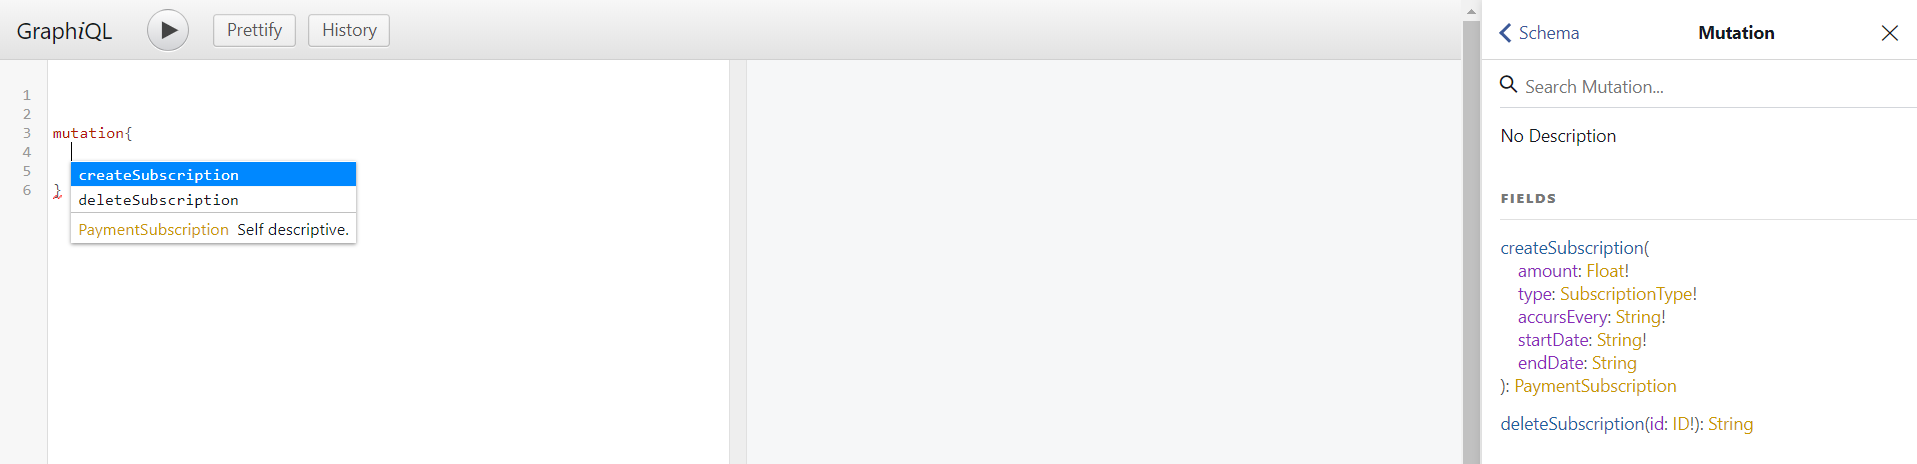 GraphiQL
Prettify
History
1
2
3 mutation{
4
5
6 }
createSubscription
deleteSubscription
PaymentSubscription Self descriptive.
Schema
Mutation
Search Mutation...
No Description
FIELDS
createSubscription(
amount: Float!
type: SubscriptionType!
accursEvery: String!
startDate: String!
endDate: String
): PaymentSubscription
deleteSubscription(id: ID!): String